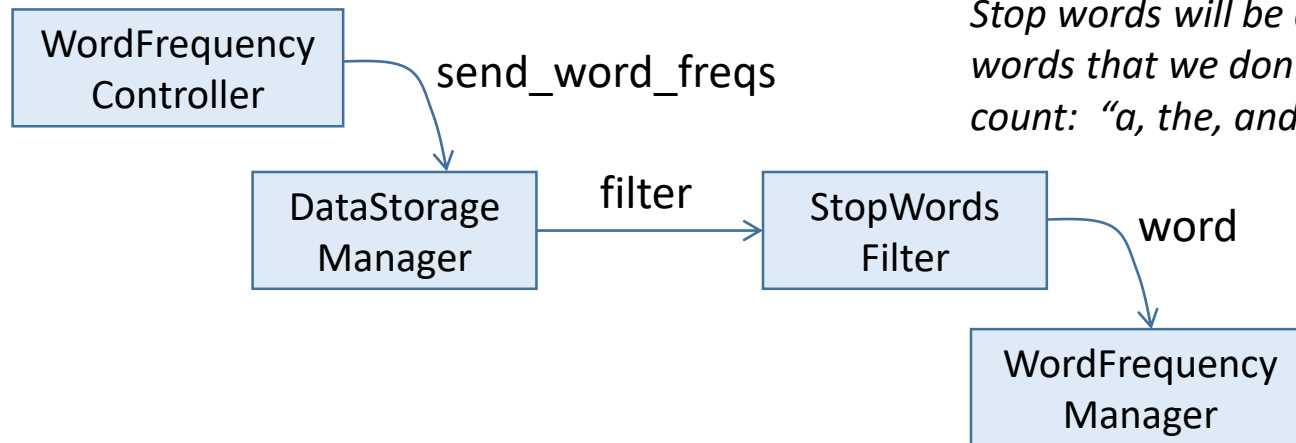 WordFrequency
Controller
send_word_freqs
Stop words will be
words that we don
count: “a, the, and
DataStorage
Manager
filter
StopWords
Filter
word
WordFrequency
Manager